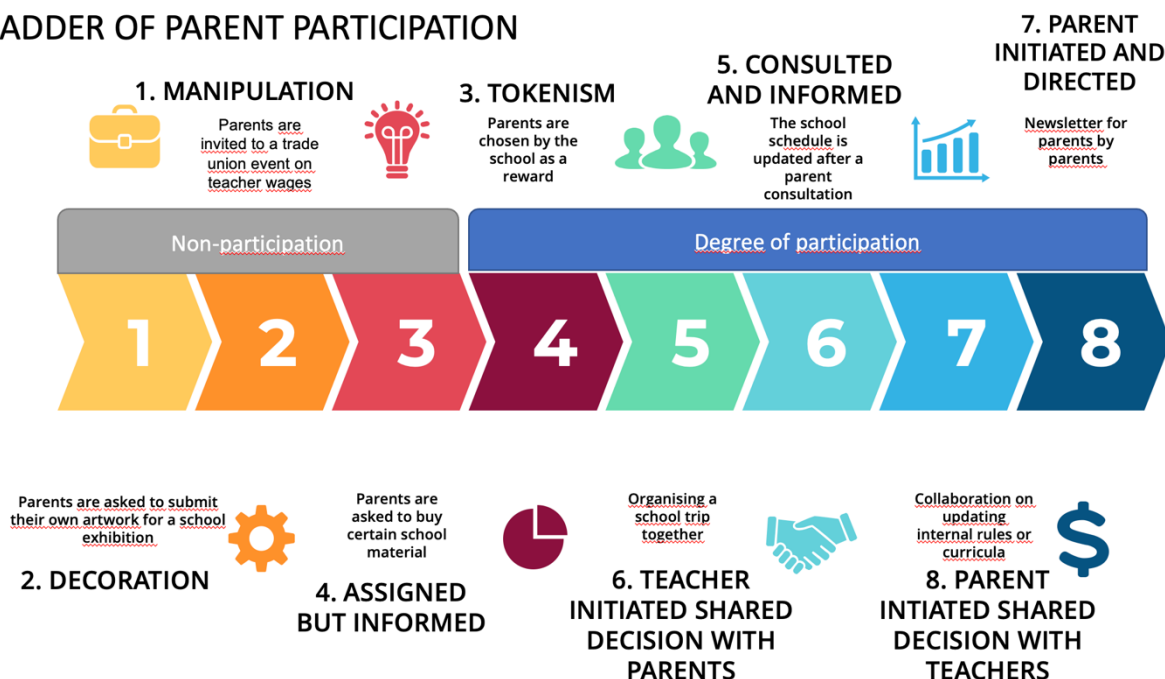 ADDER OF PARENT PARTICIPATION
1. MANIPULATION
Parents are
invited to a trade
union event on
teacher wages
3. TOKENISM
Parents are
chosen by the
school as a
reward
5. CONSULTED
AND INFORMED
The school
schedule is
updated after a
parent
consultation
7. PARENT
INITIATED AND
DIRECTED
Newsletter for
parents by
parents
Non-participation
Degree of participation
1
2
3
4
5
6
7
8
Parents are asked to submit
their own artwork for a school
exhibition
2. DECORATION
Parents are
asked to buy
certain school
material
4. ASSIGNED
BUT INFORMED
Organising a
school trip
together
6. TEACHER
INITIATED SHARED
DECISION WITH
PARENTS
Collaboration on
updating
internal rules or
curricula
8. PARENT
INTIATED SHARED
DECISION WITH
TEACHERS